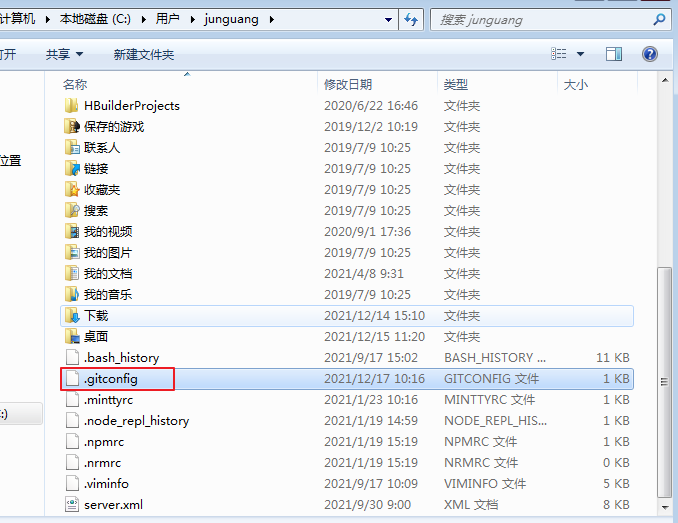 计算机 ▸ 本地磁盘 (C:) ▸ 用户 ▸ junguang ▸ 搜索 junguang
打开 共享 新建文件夹
名称 修改日期 类型 大小
HBuilderProjects 2020/6/22 16:46 文件夹
保存的游戏 2019/12/2 10:19 文件夹
联系人 2019/7/9 10:25 文件夹
位置
链接 2019/7/9 10:25 文件夹
收藏夹 2019/7/9 10:25 文件夹
搜索 2019/7/9 10:25 文件夹
我的视频 2020/9/1 17:36 文件夹
我的图片 2019/7/9 10:25 文件夹
我的文档 2021/4/8 9:31 文件夹
我的音乐 2019/7/9 10:25 文件夹
下载 2021/12/14 15:10 文件夹
桌面 2021/12/15 11:20 文件夹
.bash_history 2021/9/17 15:02 BASH_HISTORY ... 11 KB
.gitconfig 2021/12/17 10:16 GITCONFIG 文件 1 KB
.minttyrc 2021/1/23 10:16 MINTTYRC 文件 1 KB
:)
.node_repl_history 2021/1/19 14:59 NODE_REPL_HIS... 1 KB
.npmrc 2021/1/19 15:19 NPMRC 文件 1 KB
.nrmrc 2021/1/19 15:19 NRMRC 文件 0 KB
.viminfo 2021/9/17 10:09 VIMINFO 文件 5 KB
server.xml 2021/9/30 9:00 XML 文档 8 KB